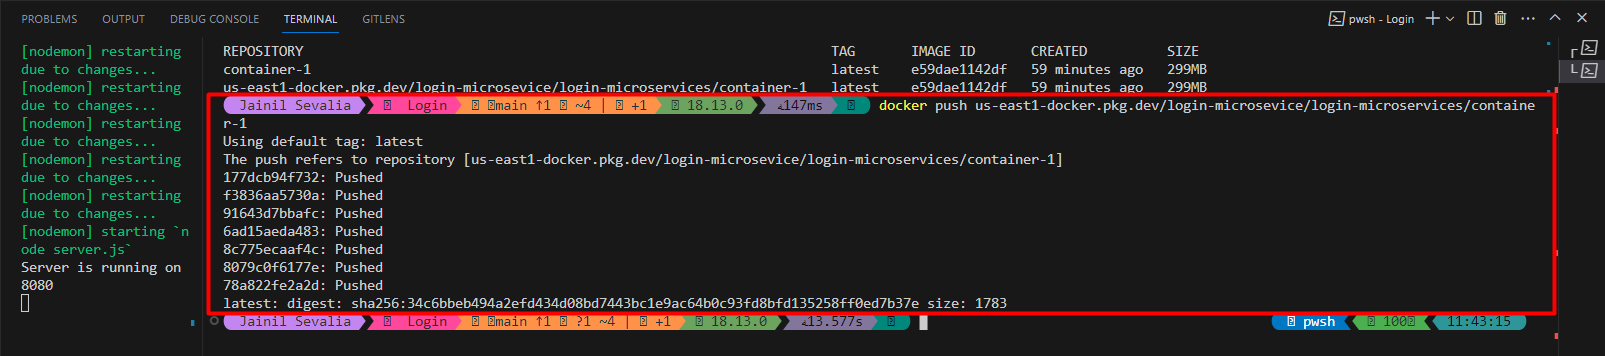 PROBLEMS OUTPUT DEBUG CONSOLE TERMINAL GITLENS pwsh - Login
[nodemon] restarting
due to changes...
[nodemon] restarting
due to changes...
[nodemon] restarting
due to changes...
[nodemon] restarting
due to changes...
[nodemon] restarting
due to changes...
[nodemon] starting `n
ode server.js`
Server is running on
8080
REPOSITORY TAG IMAGE ID CREATED SIZE
container-1 latest e59dae1142df 59 minutes ago 299MB
us-east1-docker.pkg.dev/login-microsevice/login-microservices/container-1 latest e59dae1142df 59 minutes ago 299MB
Jainil Sevalia Login main ↑1 ~4 | +1 18.13.0 147ms docker push us-east1-docker.pkg.dev/login-microsevice/login-microservices/containe
r-1
Using default tag: latest
The push refers to repository [us-east1-docker.pkg.dev/login-microsevice/login-microservices/container-1]
177dcb94f732: Pushed
f3836aa5730a: Pushed
91643d7bbafc: Pushed
6ad15aeda483: Pushed
8c775ecaaf4c: Pushed
8079c0f6177e: Pushed
78a822fe2a2d: Pushed
latest: digest: sha256:34c6bbeb494a2efd434d08bd7443bc1e9ac64b0c93fd8bfd135258ff0ed7b37e size: 1783
Jainil Sevalia Login main ↑1 ?1 ~4 | +1 18.13.0 13.577s pwsh 100 11:43:15